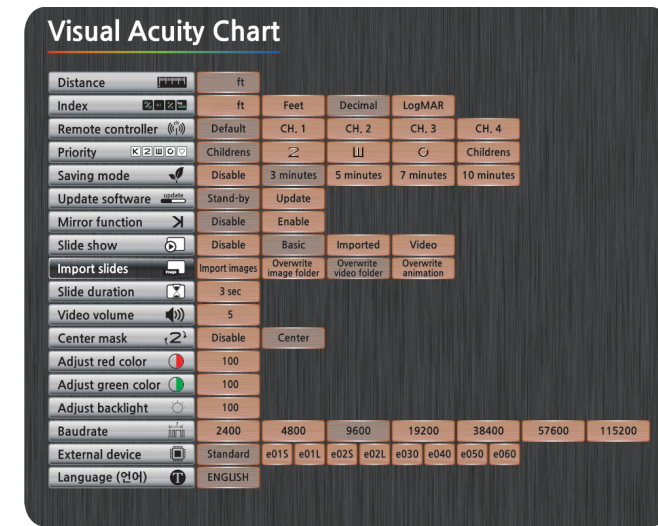 Visual Acuity Chart
Distance ft
Index ft Feet Decimal LogMAR
Remote controller Default CH. 1 CH. 2 CH. 3 CH. 4
Priority K 2 Ш O Childrens 2 Ш O Childrens
Saving mode Disable 3 minutes 5 minutes 7 minutes 10 minutes
Update software update Stand-by Update
Mirror function Disable Enable
Slide show Disable Basic Imported Video
Import slides Import images Overwrite image folder Overwrite video folder Overwrite animation
Slide duration 3 sec
Video volume 5
Center mask 2 Disable Center
Adjust red color 100
Adjust green color 100
Adjust backlight 100
Baudrate 2400 4800 9600 19200 38400 57600 115200
External device Standard e01S e01L e02S e02L e030 e040 e050 e060
Language (언어) T ENGLISH